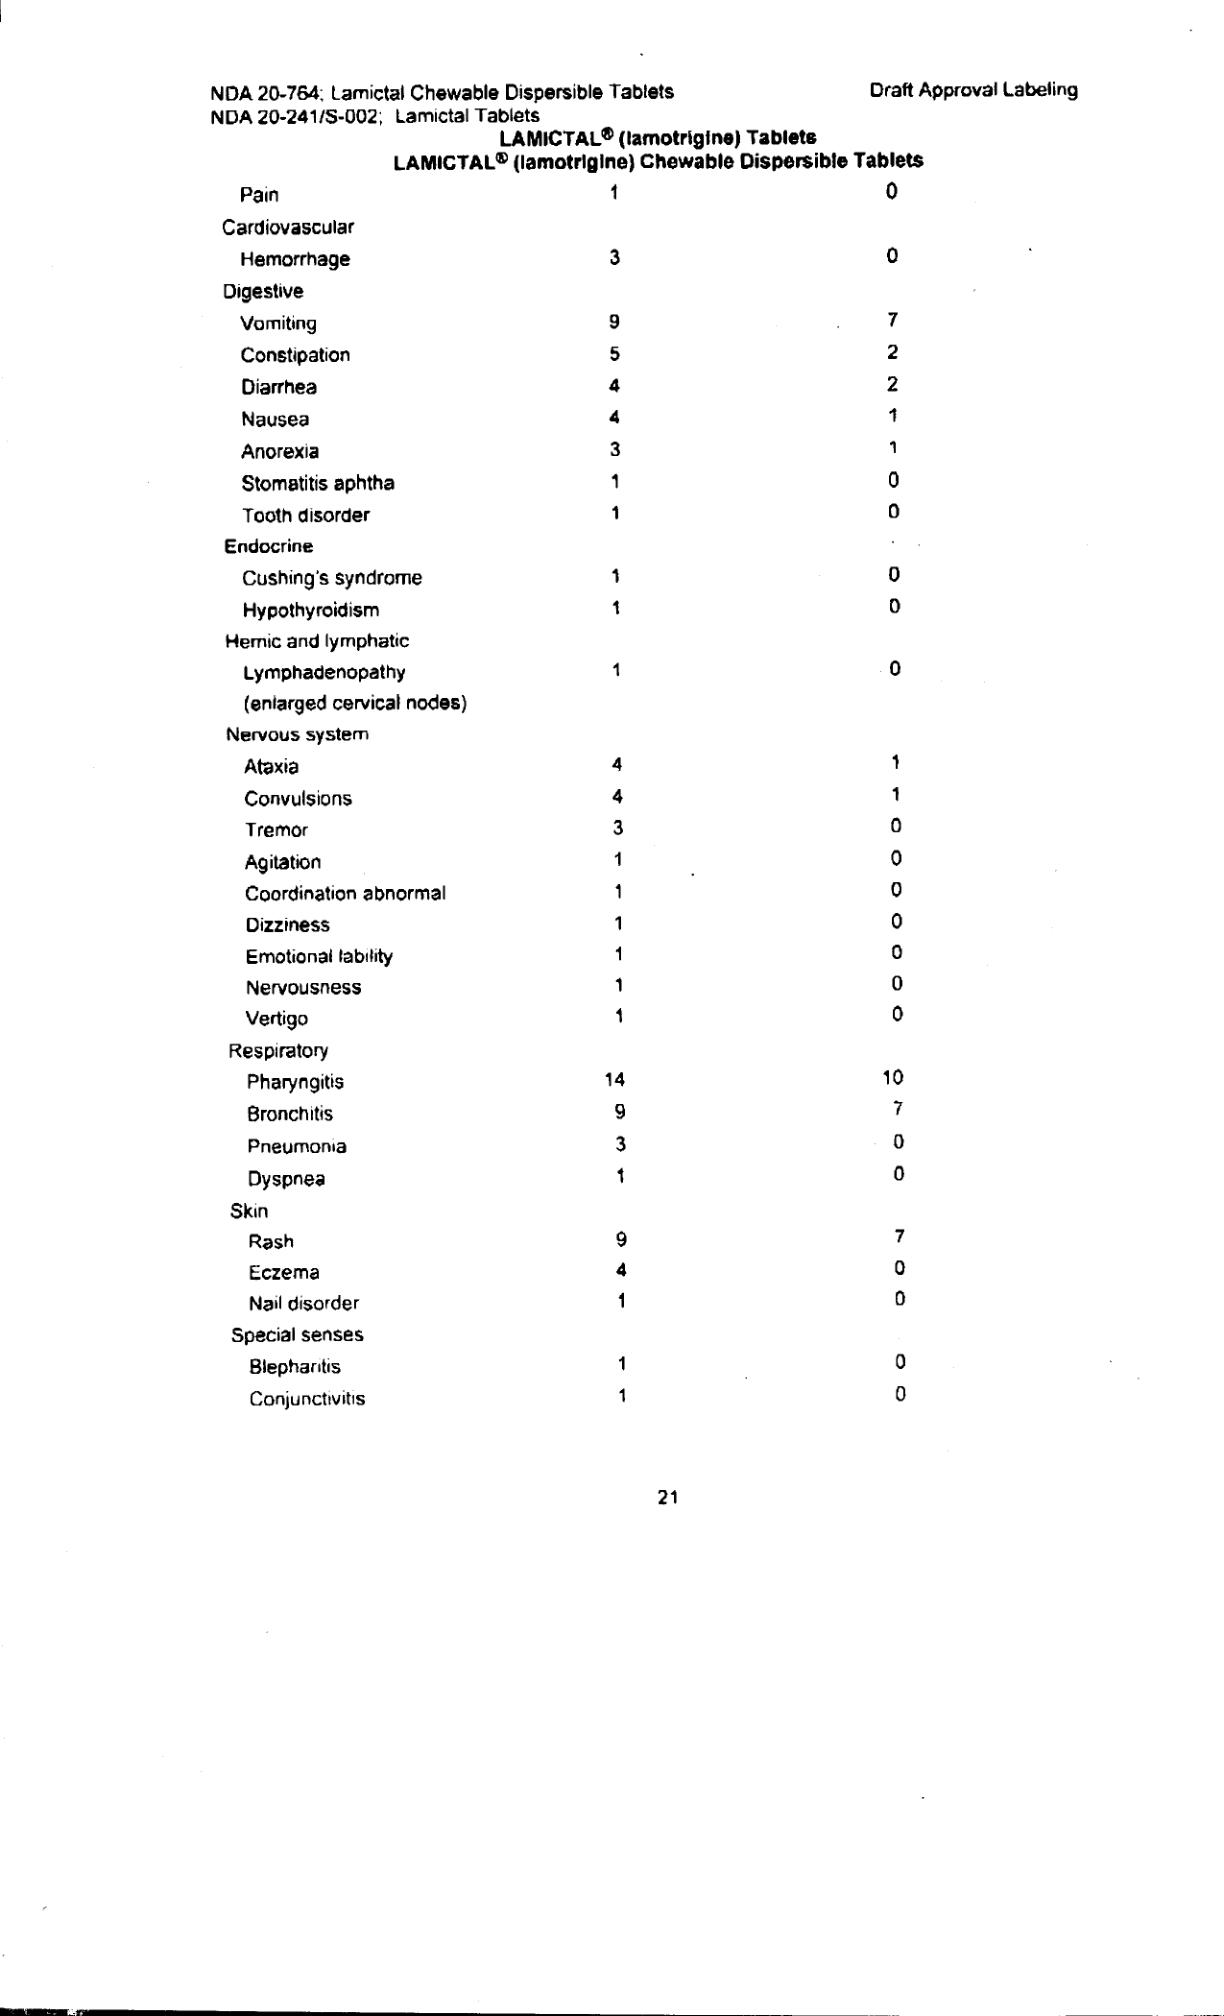 NDA 20-764; Lamictal Chewable Dispersible Tablets Draft Approval Labeling
NDA 20-241/S-002; Lamictal Tablets
LAMICTAL® (lamotrigine) Tablets
LAMICTAL® (lamotrigine) Chewable Dispersible Tablets
Pain 1 0
Cardiovascular
Hemorrhage 3 0
Digestive
Vomiting 9 7
Constipation 5 2
Diarrhea 4 2
Nausea 4 1
Anorexia 3 1
Stomatitis aphtha 1 0
Tooth disorder 1 0
Endocrine
Cushing's syndrome 1 0
Hypothyroidism 1 0
Hemic and lymphatic
Lymphadenopathy 1 0
(enlarged cervical nodes)
Nervous system
Ataxia 4 1
Convulsions 4 1
Tremor 3 0
Agitation 1 0
Coordination abnormal 1 0
Dizziness 1 0
Emotional lability 1 0
Nervousness 1 0
Vertigo 1 0
Respiratory
Pharyngitis 14 10
Bronchitis 9 7
Pneumonia 3 0
Dyspnea 1 0
Skin
Rash 9 7
Eczema 4 0
Nail disorder 1 0
Special senses
Blepharitis 1 0
Conjunctivitis 1 0
21